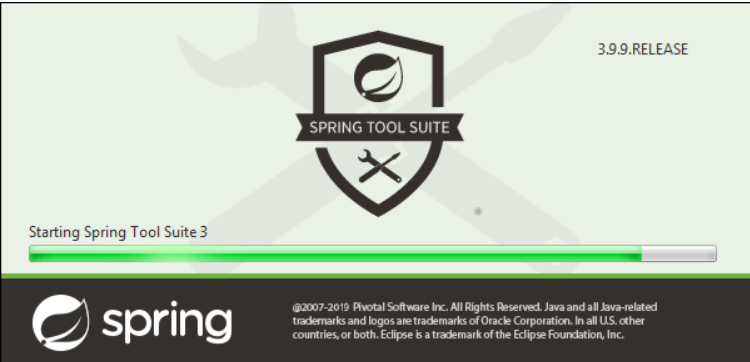 3.9.9.RELEASE
SPRING TOOL SUITE
Starting Spring Tool Suite 3
spring
@2007-2019 Pivotal Software Inc. All Rights Reserved. Java and all Java-related
trademarks and logos are trademarks of Oracle Corporation. In all U.S. other
countries, or both. Eclipse is a trademark of the Eclipse Foundation, Inc.